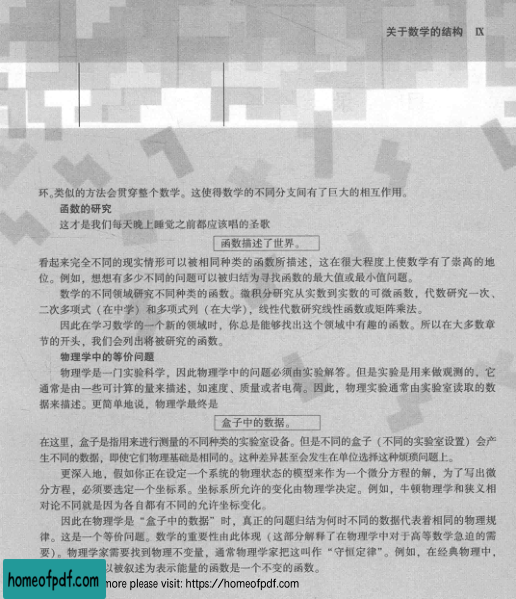 关于数学的结构 Ⅸ
环。类似的方法会贯穿整个数学。这使得数学的不同分支间有了巨大的相互作用。
函数的研究
这才是我们每天晚上睡觉之前都应该唱的圣歌
函数描述了世界。
看起来完全不同的现实情形可以被相同种类的函数所描述，这在很大程度上使数学有了崇高的地
位。例如，想想有多少不同的问题可以被归结为寻找函数的最大值或最小值问题。
数学的不同领域研究不同种类的函数。微积分研究从实数到实数的可微函数，代数研究一次、
二次多项式（在中学）和多项式列（在大学），线性代数研究线性函数或矩阵乘法。
因此在学习数学的一个新的领域时，你总是能够找出这个领域中有趣的函数。所以在大多数章
节的开头，我们会列出将被研究的函数。
物理学中的等价问题
物理学是一门实验科学，因此物理学中的问题必须由实验解答。但是实验是用来做观测的，它
通常是由一些可计算的量来描述，如速度、质量或者电荷。因此，物理实验通常由实验室读取的数
据来描述。更简单地说，物理学最终是
盒子中的数据。
在这里，盒子是指用来进行测量的不同种类的实验室设备。但是不同的盒子（不同的实验室设置）会产
生不同的数据，即使它们物理基础是相同的。这种差异甚至会发生在单位选择这种烦琐问题上。
更深入地，假如你正在设定一个系统的物理状态的模型来作为一个微分方程的解，为了写出微
分方程，必须要选定一个坐标系。坐标系所允许的变化由物理学决定。例如，牛顿物理学和狭义相
对论不同就是因为各自都有不同的允许坐标变化。
因此在物理学是“盒子中的数据”时，真正的问题归结为何时不同的数据代表着相同的物理规
律。这是一个等价问题。数学的重要性由此体现（这部分解释了在物理学中对于高等数学急迫的需
要）。物理学家需要找到物理不变量，通常物理学家把这叫作“守恒定律”。例如，在经典物理中，
以被叙述为表示能量的函数是一个不变的函数。
homeofpdf.com more please visit: https://homeofpdf.com